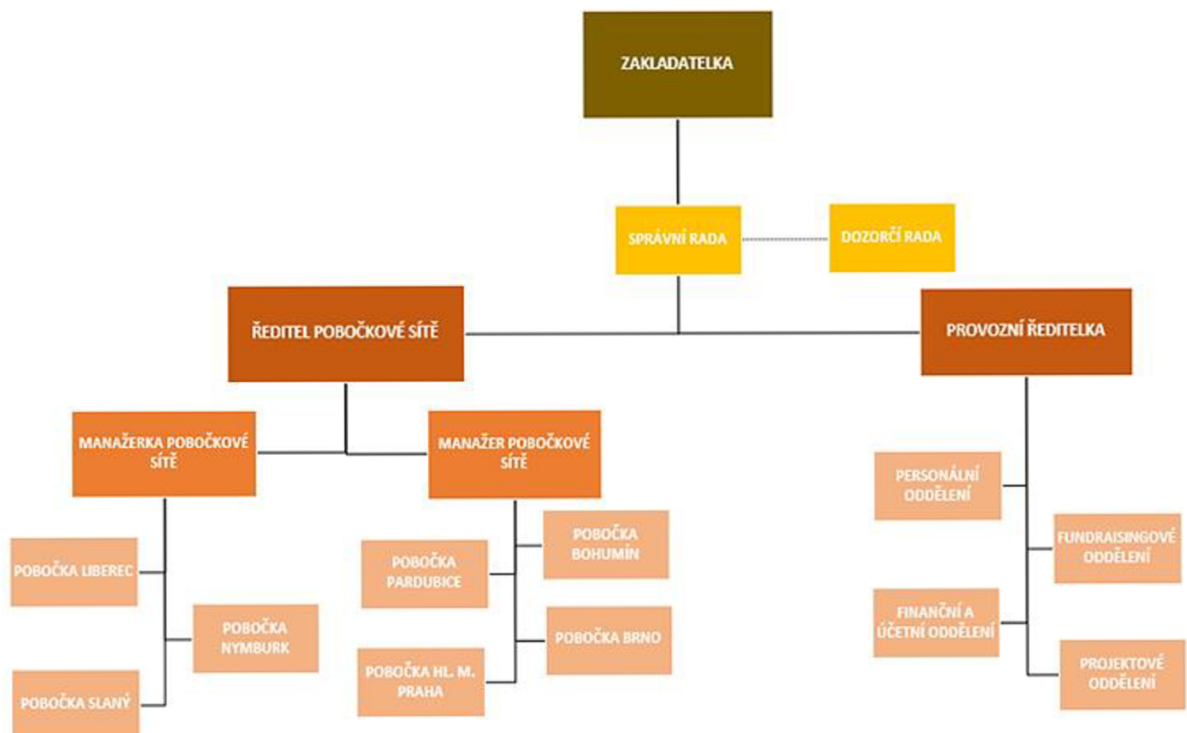 ZAKLADATELKA
SPRÁVNÍ RADA
DOZORČÍ RADA
ŘEDITEL POBOČKOVÉ SÍTĚ
PROVOZNÍ ŘEDITELKA
MANAŽERKA POBOČKOVÉ
SÍTĚ
MANAŽER POBOČKOVÉ
SÍTĚ
POBOČKA LIBEREC
POBOČKA
NYMBURK
POBOČKA SLANÝ
POBOČKA
BOHUMÍN
POBOČKA
PARDUBICE
POBOČKA BRNO
POBOČKA HL. M.
PRAHA
PERSONÁLNÍ
ODDĚLENÍ
FUNDRAISINGOVÉ
ODDĚLENÍ
FINANČNÍ A
ÚČETNÍ ODDĚLENÍ
PROJEKTOVÉ
ODDĚLENÍ